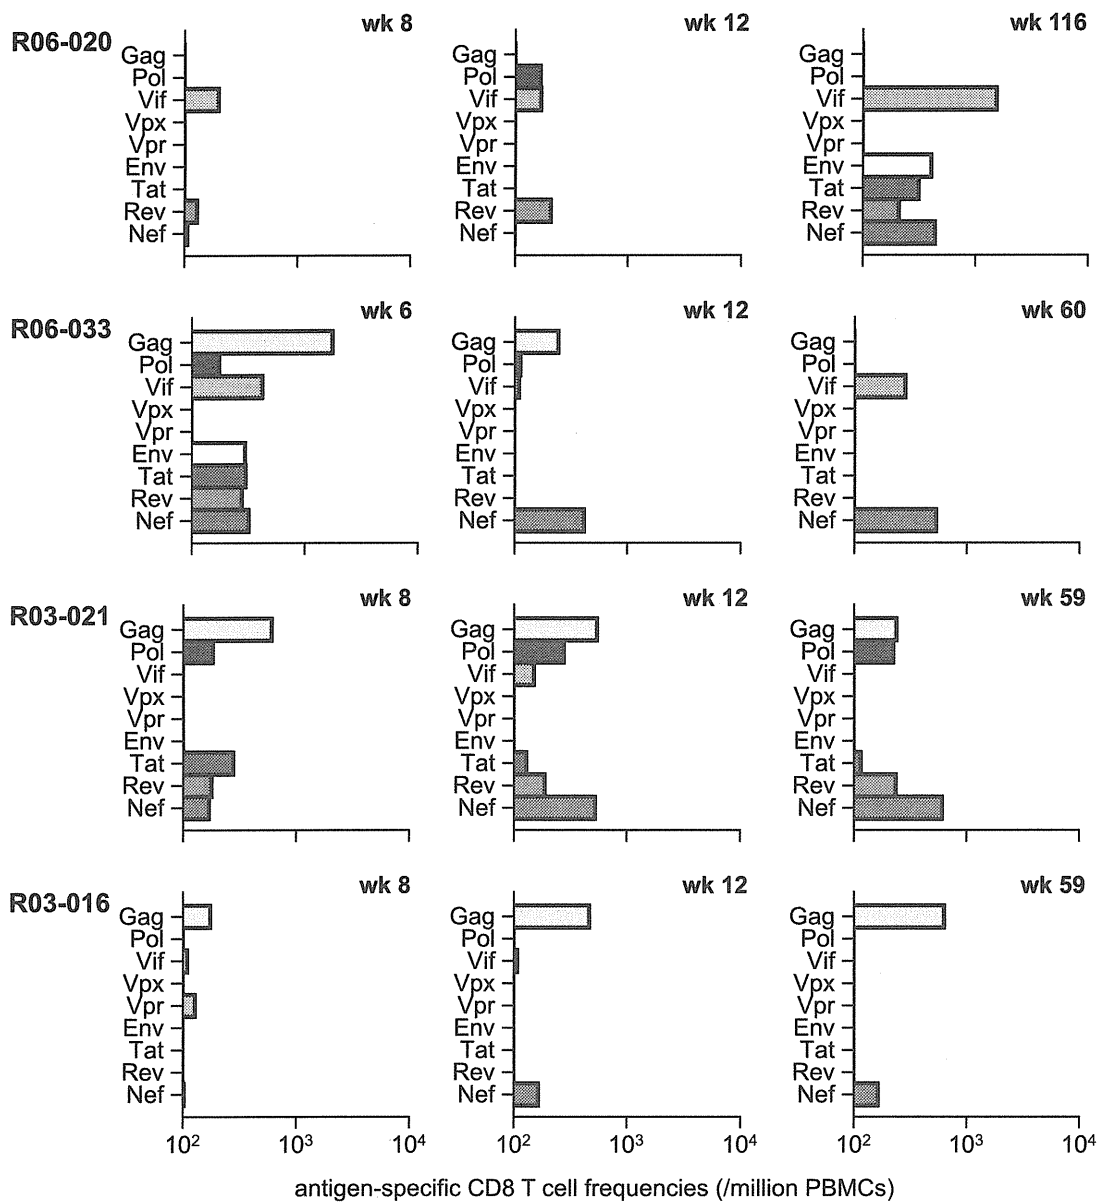 R06-020 wk 8 wk 12 wk 116
Gag Gag Gag
Pol Pol Pol
Vif Vif Vif
Vpx Vpx Vpx
Vpr Vpr Vpr
Env Env Env
Tat Tat Tat
Rev Rev Rev
Nef Nef Nef
R06-033 wk 6 wk 12 wk 60
Gag Gag Gag
Pol Pol Pol
Vif Vif Vif
Vpx Vpx Vpx
Vpr Vpr Vpr
Env Env Env
Tat Tat Tat
Rev Rev Rev
Nef Nef Nef
R03-021 wk 8 wk 12 wk 59
Gag Gag Gag
Pol Pol Pol
Vif Vif Vif
Vpx Vpx Vpx
Vpr Vpr Vpr
Env Env Env
Tat Tat Tat
Rev Rev Rev
Nef Nef Nef
R03-016 wk 8 wk 12 wk 59
Gag Gag Gag
Pol Pol Pol
Vif Vif Vif
Vpx Vpx Vpx
Vpr Vpr Vpr
Env Env Env
Tat Tat Tat
Rev Rev Rev
Nef Nef Nef
10² 10³ 10⁴ 10² 10³ 10⁴ 10² 10³ 10⁴
antigen-specific CD8 T cell frequencies (/million PBMCs)